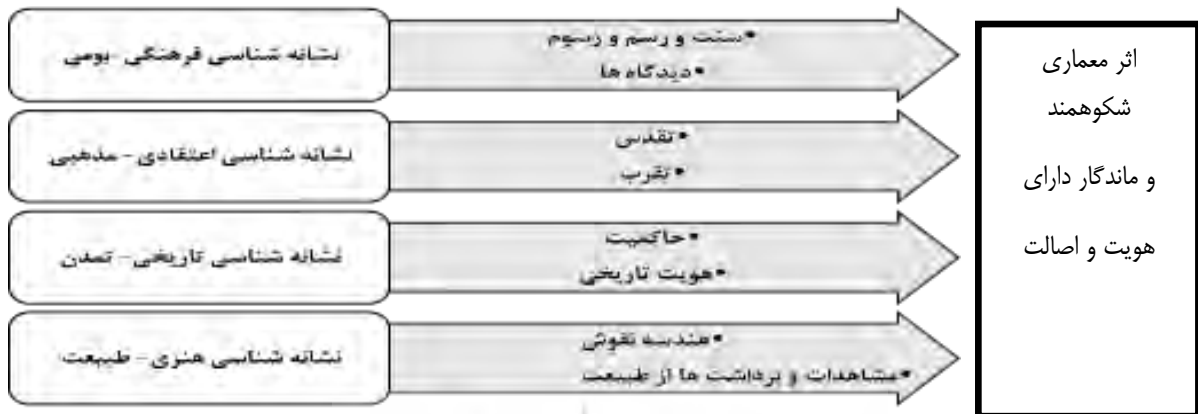 نشانه شناسی فرهنگی -بومی
•سنت و رسم و رسوم
•دیدگاه ها
نشانه شناسی اعتقادی - مذهبی
•تقدس
•تقرب
نشانه شناسی تاریخی- تمدن
•حاکمیت
•هویت تاریخی
نشانه شناسی هنری - طبیعت
•هندسه نقوش
•مشاهدات و برداشت ها از طبیعت
اثر معماری
شکوهمند
و ماندگار دارای
هویت و اصالت